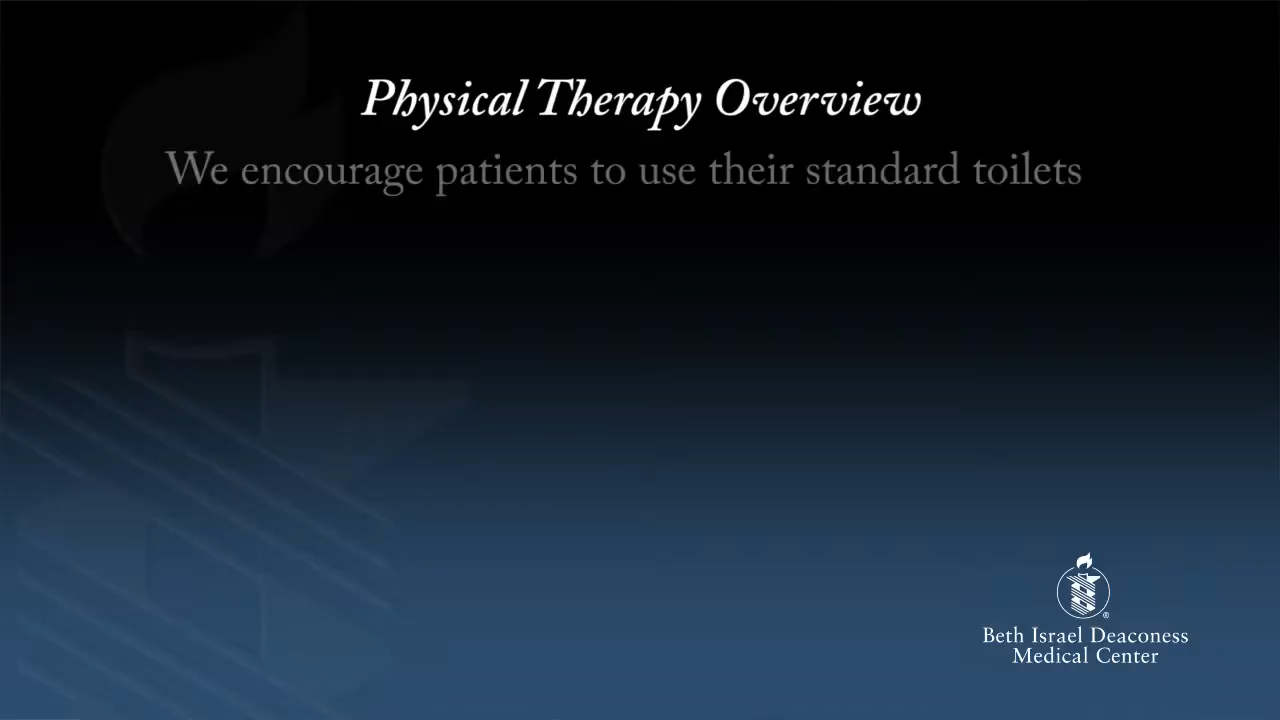 Physical Therapy Overview
We encourage patients to use their standard toilets
®
Beth Israel Deaconess
Medical Center